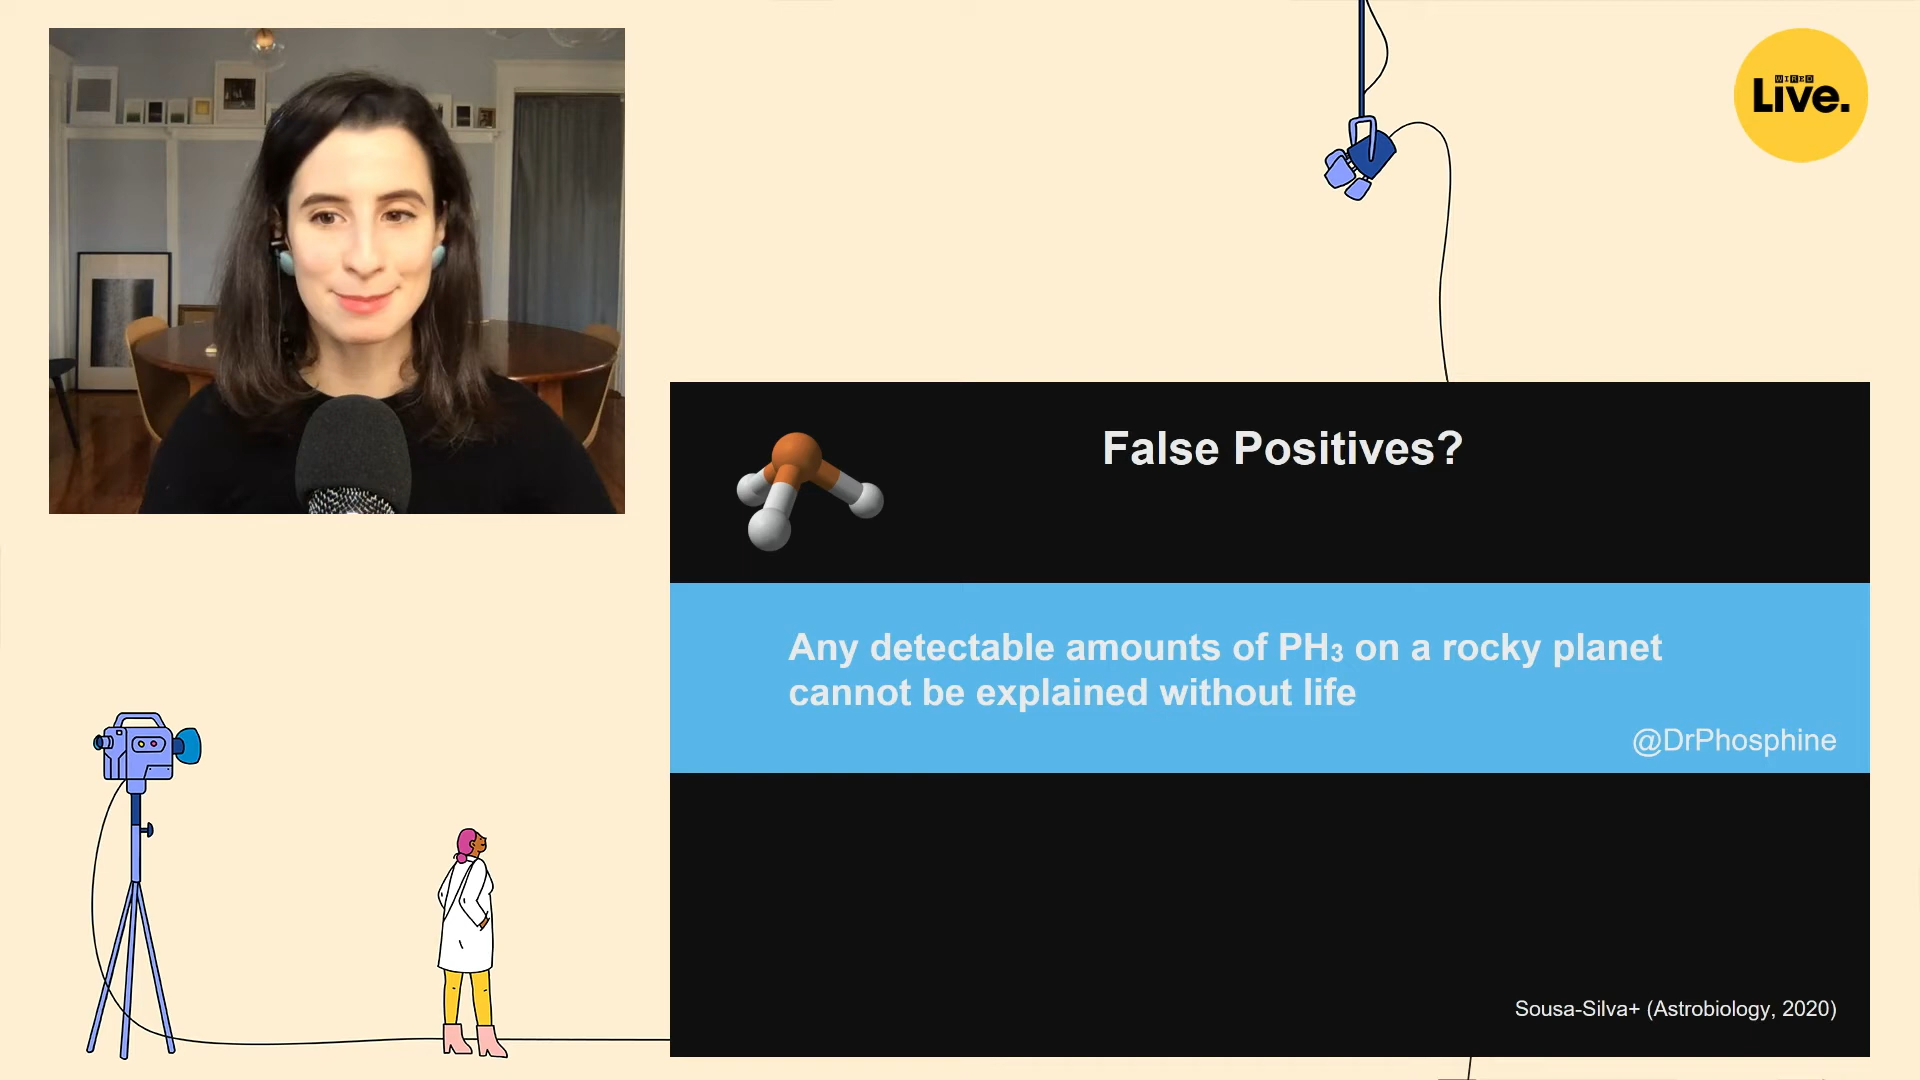 WIRED
Live.
False Positives?
Any detectable amounts of PH₃ on a rocky planet
cannot be explained without life
@DrPhosphine
Sousa-Silva+ (Astrobiology, 2020)